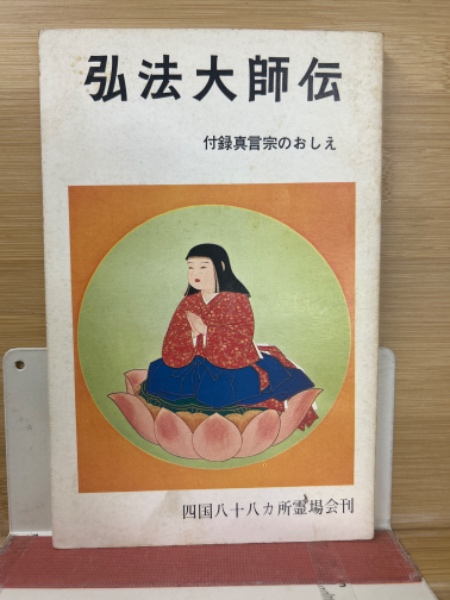 弘法大師伝
付録真言宗のおしえ
四国八十八カ所霊場会刊